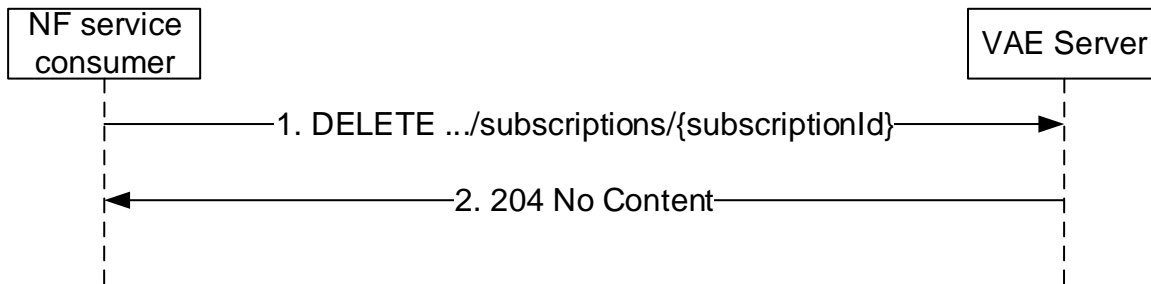 NF service
consumer
VAE Server
1. DELETE .../subscriptions/{subscriptionId}
2. 204 No Content